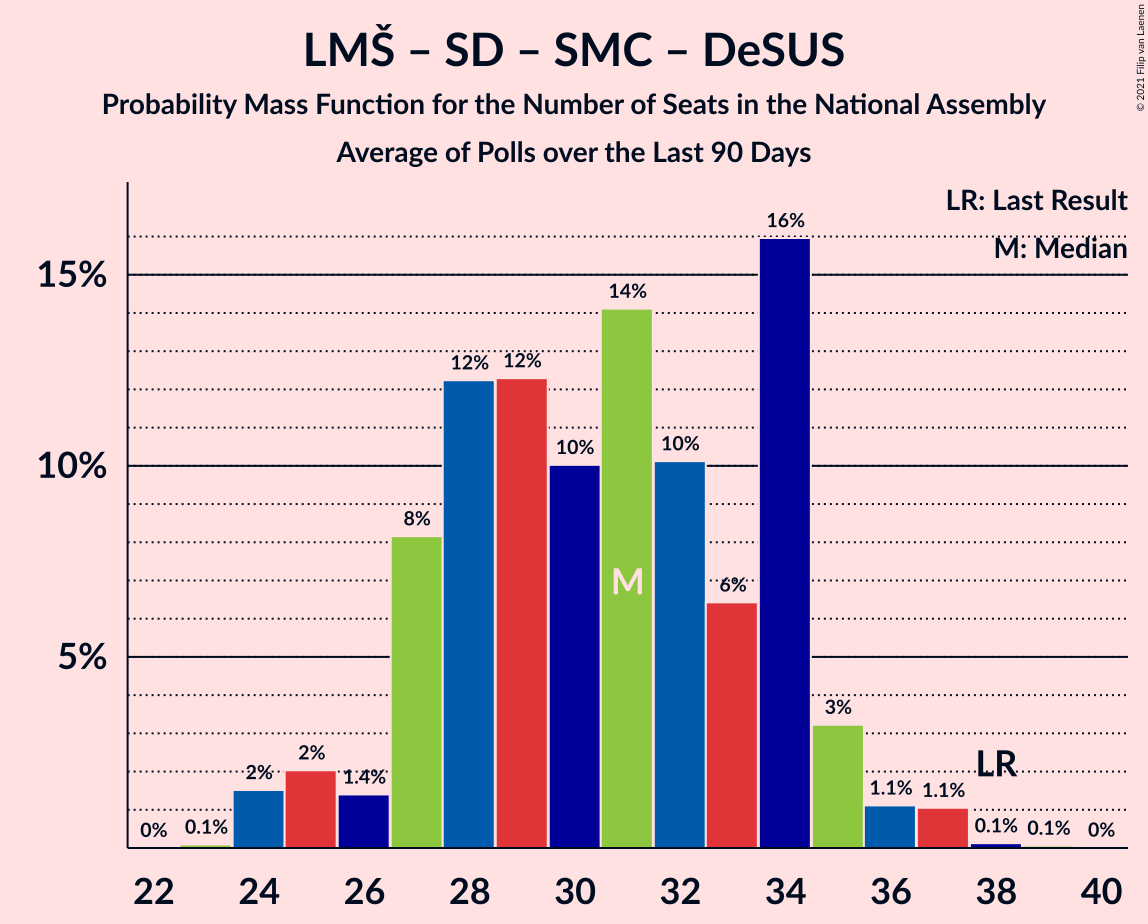 LMŠ – SD – SMC – DeSUS
Probability Mass Function for the Number of Seats in the National Assembly
Average of Polls over the Last 90 Days
© 2021 Filip van Laenen
LR: Last Result
M: Median
15%
10%
5%
0%
0.1%
2%
2%
1.4%
8%
12%
12%
10%
14%
10%
6%
16%
3%
1.1%
1.1%
0.1%
0.1%
0%
M
LR
22 24 26 28 30 32 34 36 38 40